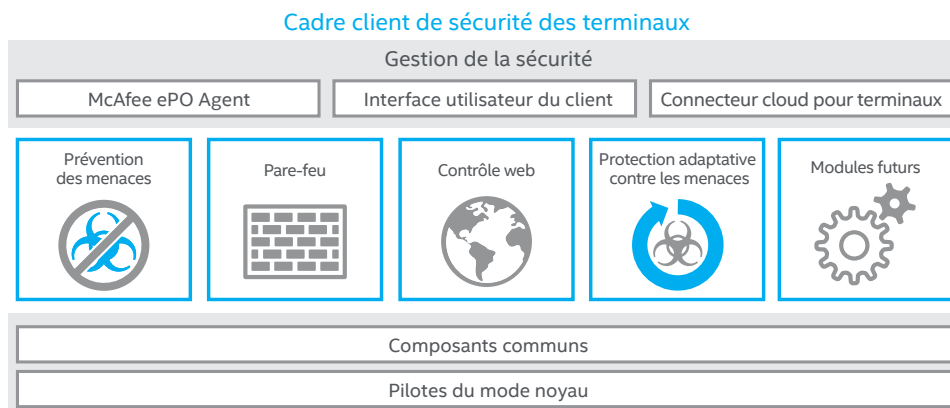 Cadre client de sécurité des terminaux
Gestion de la sécurité
McAfee ePO Agent
Interface utilisateur du client
Connecteur cloud pour terminaux
Prévention
des menaces
Pare-feu
Contrôle web
Protection adaptative
contre les menaces
Modules futurs
Composants communs
Pilotes du mode noyau